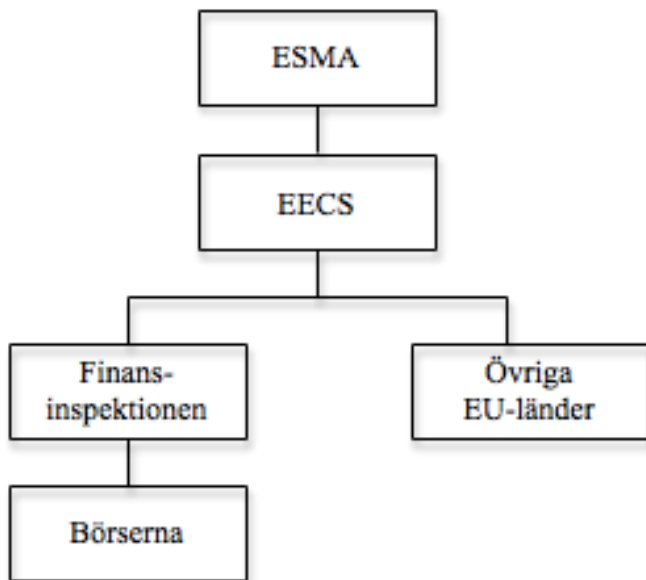 ESMA
EECS
Finans-
inspektionen
Övriga
EU-länder
Börserna